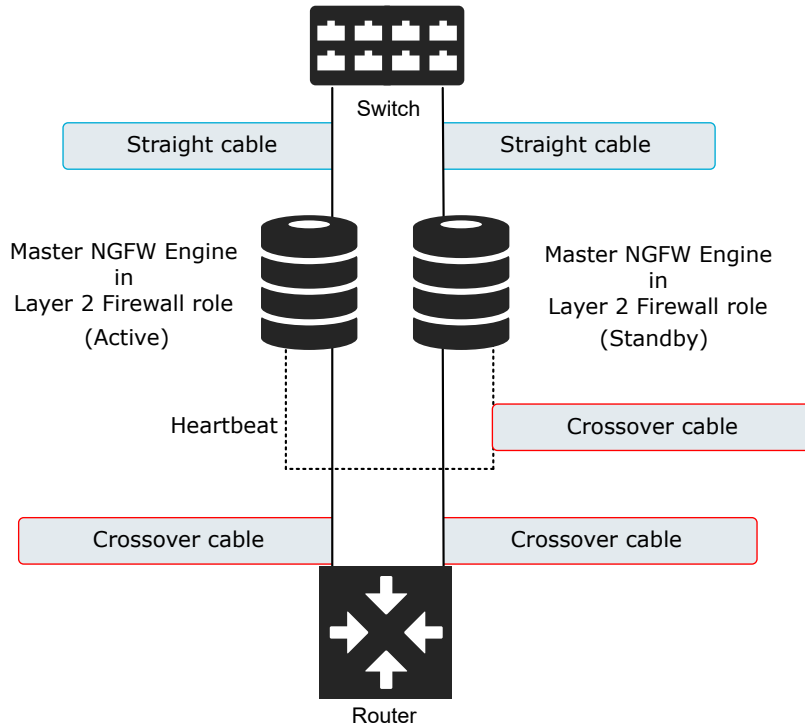 Switch
Straight cable
Straight cable
Master NGFW Engine
in
Layer 2 Firewall role
(Active)
Master NGFW Engine
in
Layer 2 Firewall role
(Standby)
Heartbeat
Crossover cable
Crossover cable
Crossover cable
Router